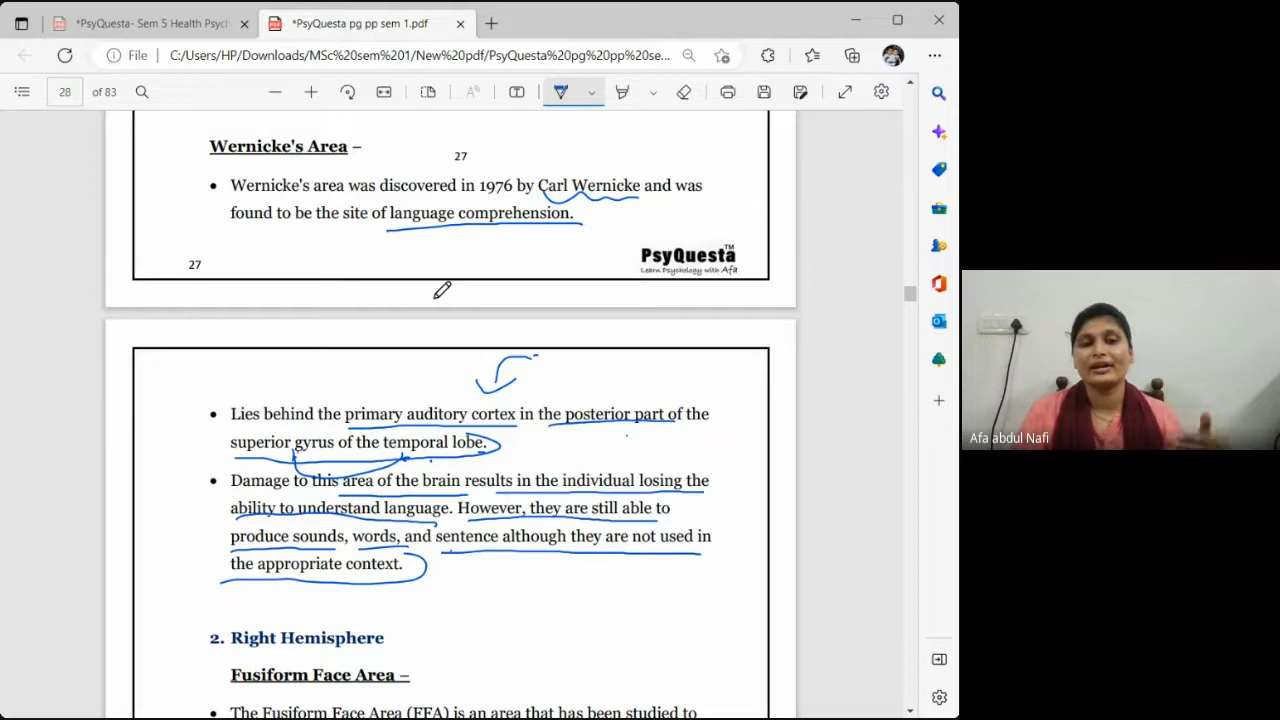 *PsyQuesta- Sem 5 Health Psych
*PsyQuesta pg pp sem 1.pdf
File
C:/Users/HP/Downloads/MSc%20sem%201/New%20pdf/PsyQuesta%20pg%20pp%20se...
28 of 83
Wernicke's Area –
27
• Wernicke's area was discovered in 1976 by Carl Wernicke and was
found to be the site of language comprehension.
PsyQuesta™
Learn Psychology with Afa
27
• Lies behind the primary auditory cortex in the posterior part of the
superior gyrus of the temporal lobe.
• Damage to this area of the brain results in the individual losing the
ability to understand language. However, they are still able to
produce sounds, words, and sentence although they are not used in
the appropriate context.
2. Right Hemisphere
Fusiform Face Area –
• The Fusiform Face Area (FFA) is an area that has been studied to
Afa abdul Nafi